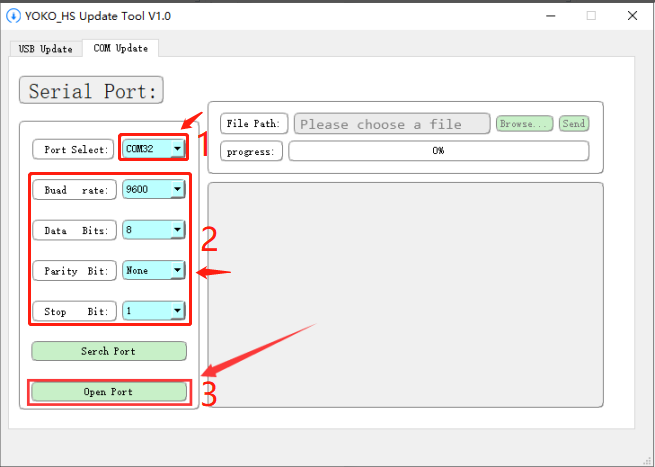 YOKO_HS Update Tool V1.0
USB Update
COM Update
Serial Port:
Port Select: COM32
1
Buad rate: 9600
Data Bits: 8
2
Parity Bit: None
Stop Bit: 1
Serch Port
Open Port
3
File Path: Please choose a file Browse... Send
progress: 0%